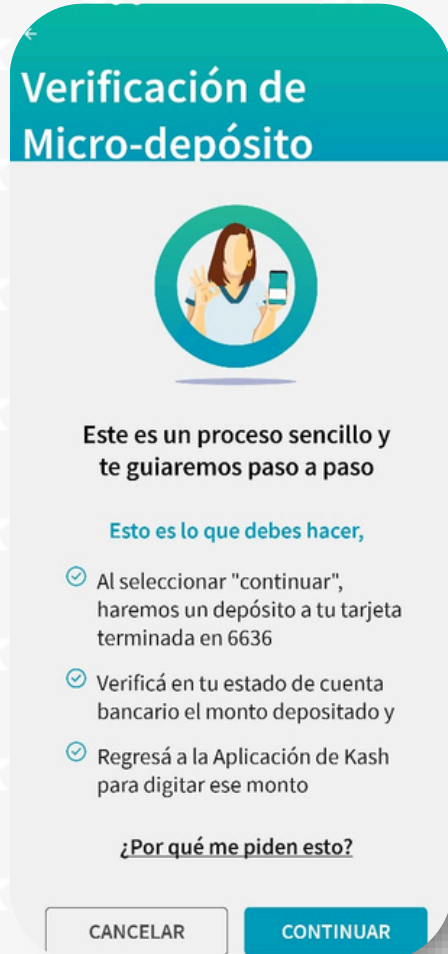 Verificación de
Micro-depósito
Este es un proceso sencillo y
te guiaremos paso a paso
Esto es lo que debes hacer,
Al seleccionar "continuar",
haremos un depósito a tu tarjeta
terminada en 6636
Verificá en tu estado de cuenta
bancario el monto depositado y
Regresá a la Aplicación de Kash
para digitar ese monto
¿Por qué me piden esto?
CANCELAR
CONTINUAR